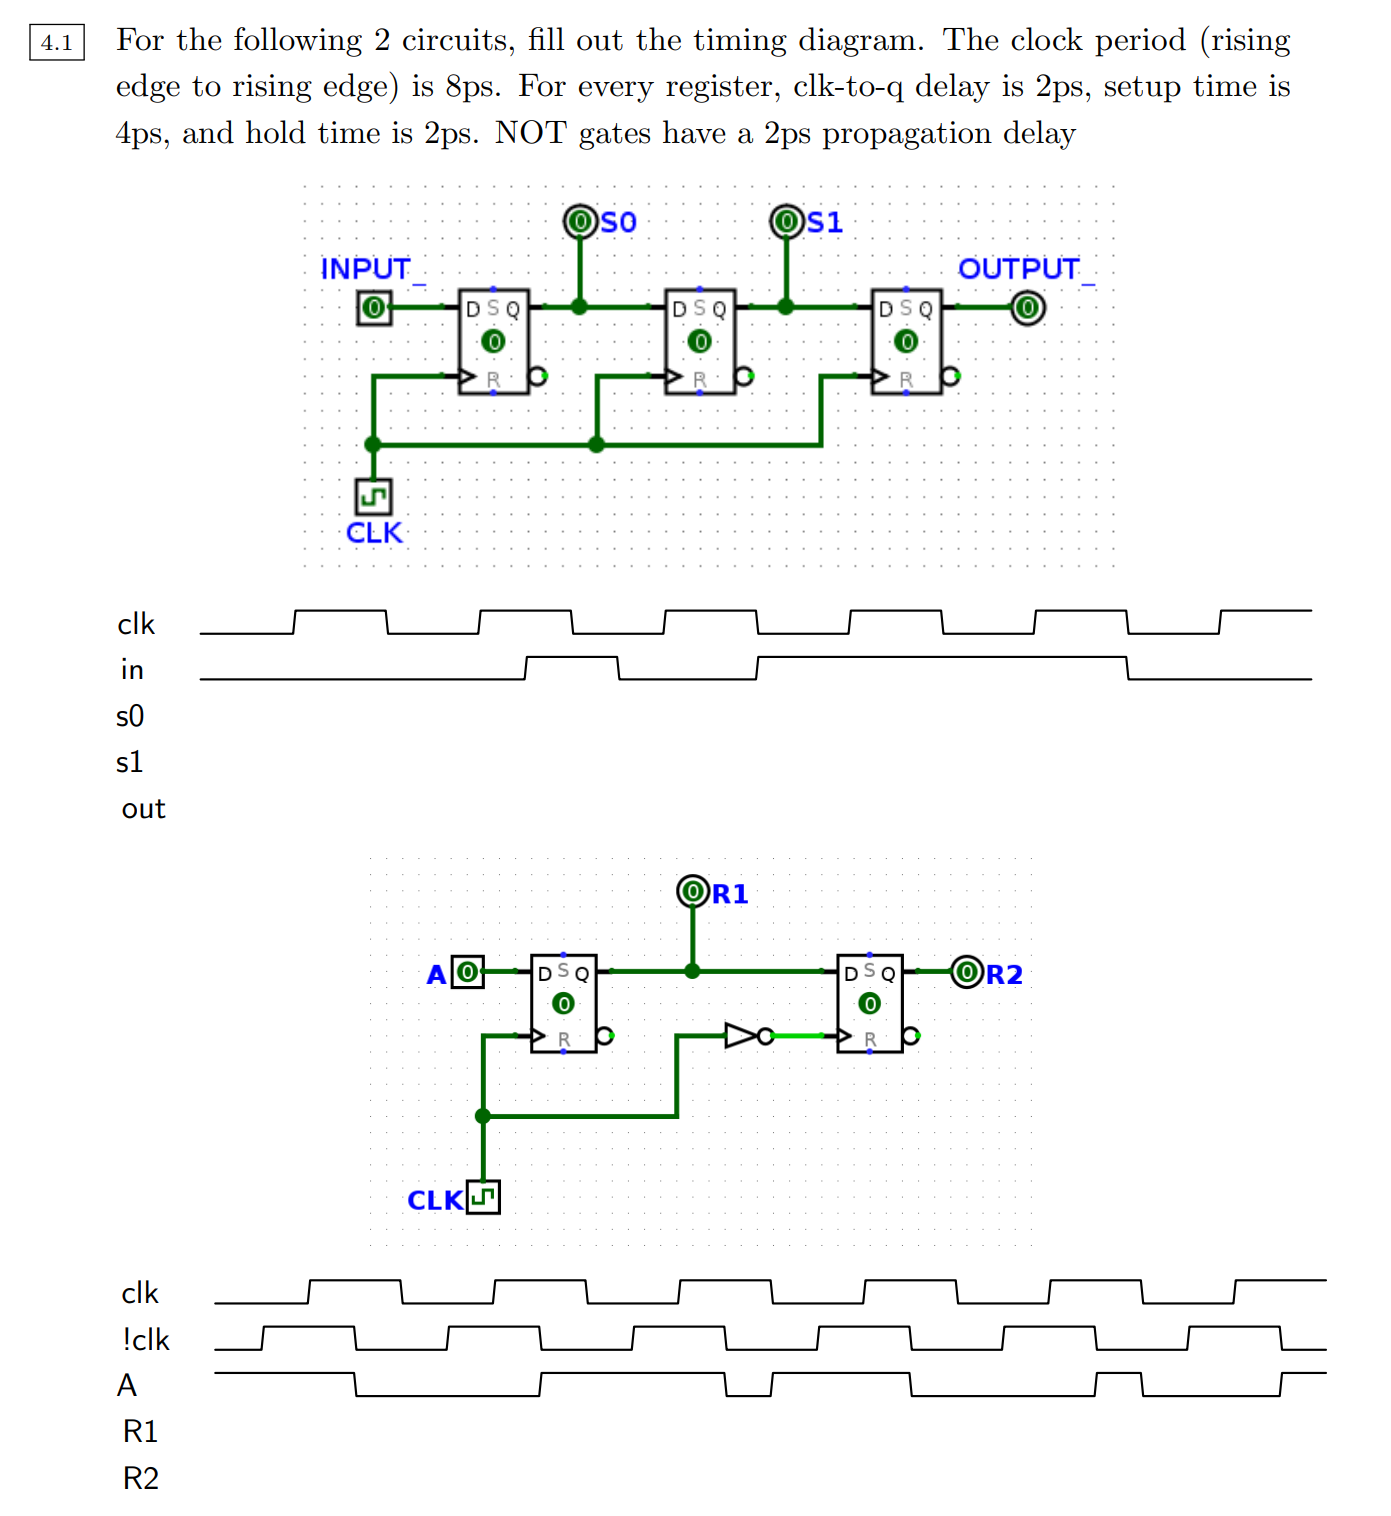 4.1 For the following 2 circuits, fill out the timing diagram. The clock period (rising
edge to rising edge) is 8ps. For every register, clk-to-q delay is 2ps, setup time is
4ps, and hold time is 2ps. NOT gates have a 2ps propagation delay
0 S0 0 S1
INPUT_ OUTPUT_
0 D S Q D S Q D S Q 0
0 0 0
R R R
CLK
clk
in
s0
s1
out
0 R1
A 0 D S Q D S Q 0 R2
0 0
R R
CLK
clk
!clk
A
R1
R2